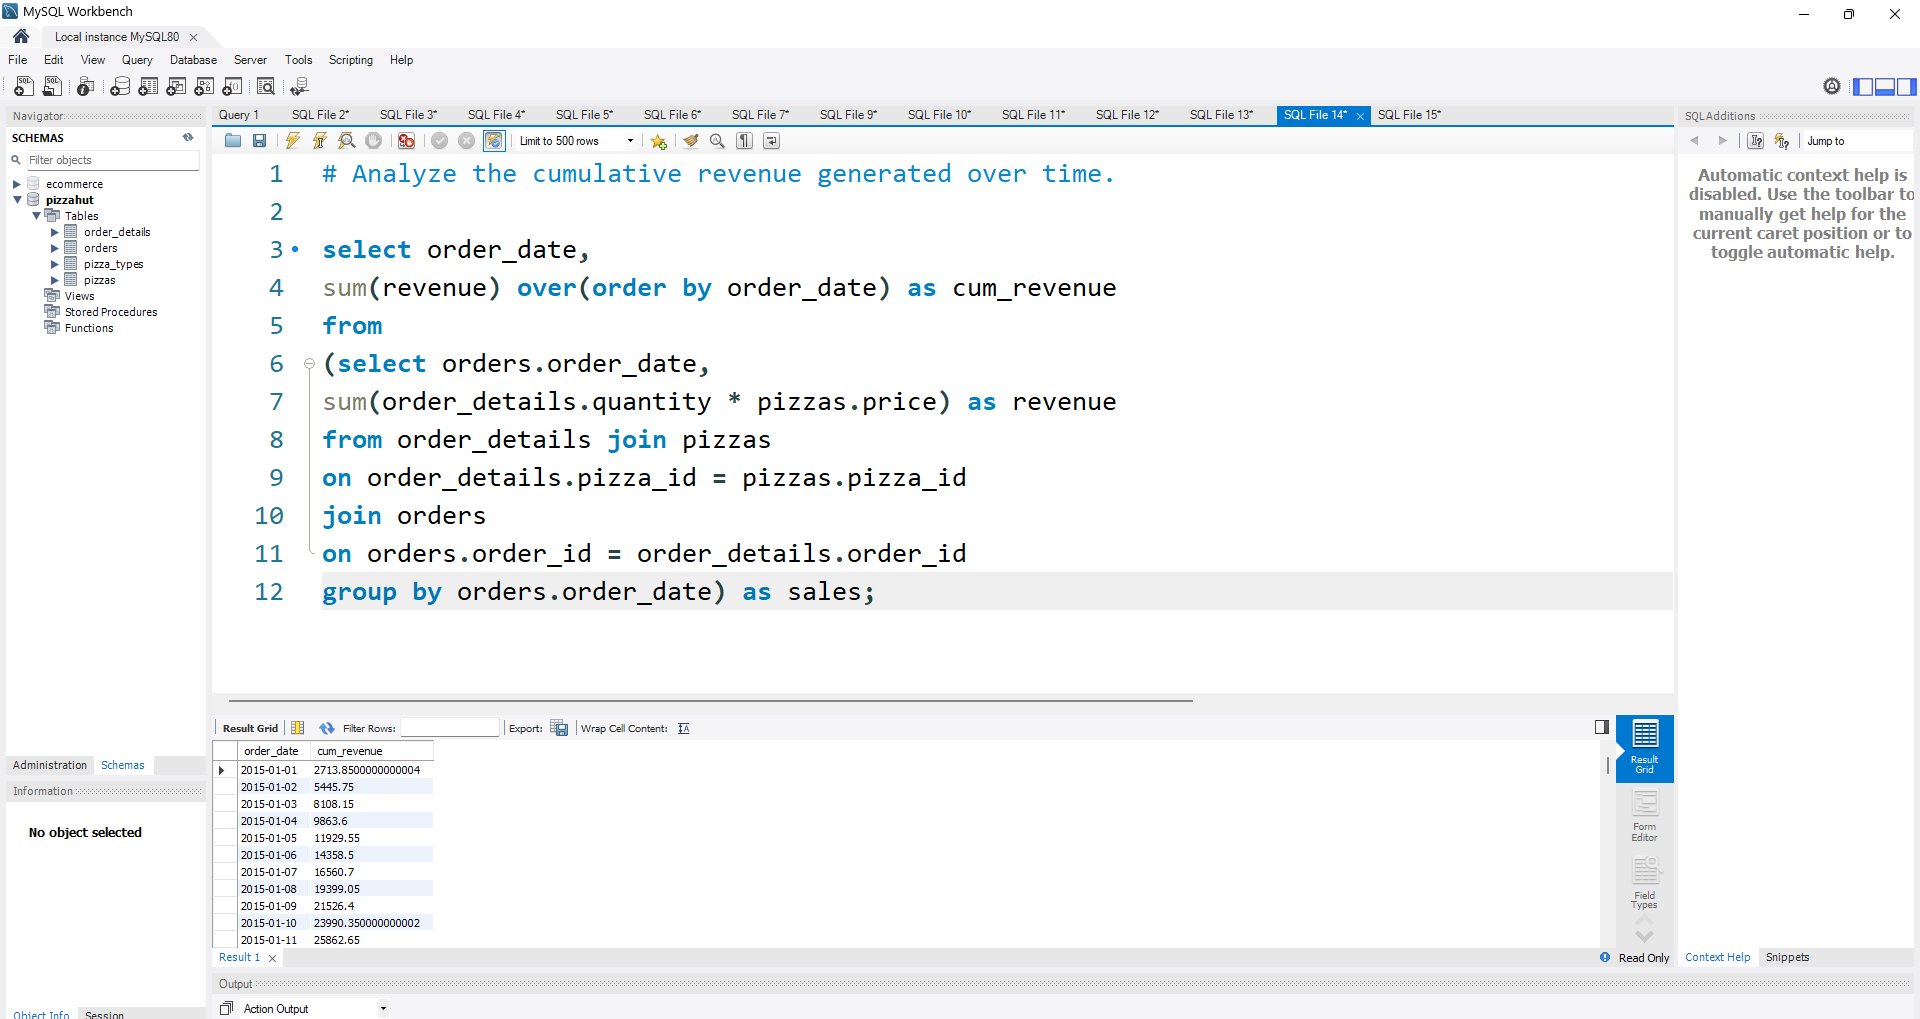 MySQL Workbench
Local instance MySQL80
File Edit View Query Database Server Tools Scripting Help
Navigator
SCHEMAS
Filter objects
ecommerce
pizzahut
Tables
order_details
orders
pizza_types
pizzas
Views
Stored Procedures
Functions
Administration Schemas
Information
No object selected
Object Info Session
Query 1 SQL File 2* SQL File 3* SQL File 4* SQL File 5* SQL File 6* SQL File 7* SQL File 9* SQL File 10* SQL File 11* SQL File 12* SQL File 13* SQL File 14* SQL File 15*
Limit to 500 rows
1 # Analyze the cumulative revenue generated over time.
2
3 select order_date,
4 sum(revenue) over(order by order_date) as cum_revenue
5 from
6 (select orders.order_date,
7 sum(order_details.quantity * pizzas.price) as revenue
8 from order_details join pizzas
9 on order_details.pizza_id = pizzas.pizza_id
10 join orders
11 on orders.order_id = order_details.order_id
12 group by orders.order_date) as sales;
Result Grid Filter Rows: Export: Wrap Cell Content:
order_date cum_revenue
2015-01-01 2713.8500000000004
2015-01-02 5445.75
2015-01-03 8108.15
2015-01-04 9863.6
2015-01-05 11929.55
2015-01-06 14358.5
2015-01-07 16560.7
2015-01-08 19399.05
2015-01-09 21526.4
2015-01-10 23990.350000000002
2015-01-11 25862.65
Result Grid
Form Editor
Field Types
Result 1
Read Only
Output
Action Output
SQLAdditions
Jump to
Automatic context help is
disabled. Use the toolbar to
manually get help for the
current caret position or to
toggle automatic help.
Context Help Snippets